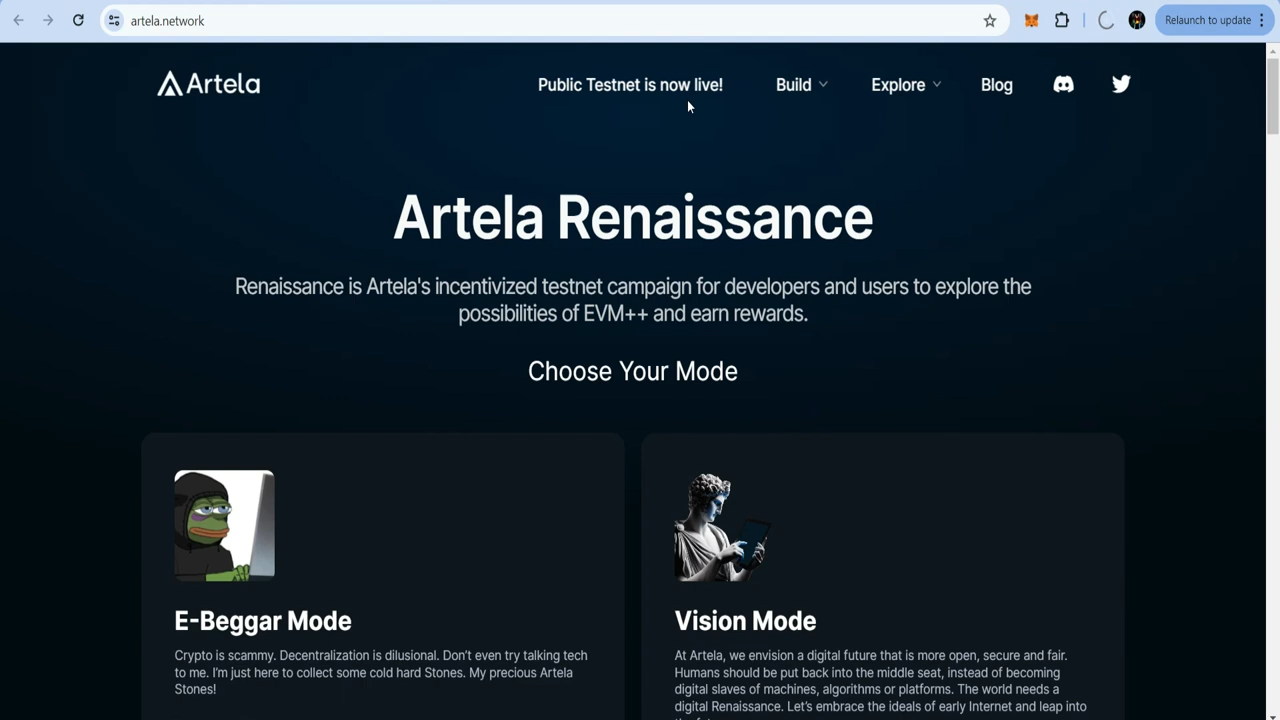 artela.network
Relaunch to update
Artela
Public Testnet is now live!
Build
Explore
Blog
Artela Renaissance
Renaissance is Artela's incentivized testnet campaign for developers and users to explore the
possibilities of EVM++ and earn rewards.
Choose Your Mode
E-Beggar Mode
Crypto is scammy. Decentralization is dilusional. Don't even try talking tech
to me. I'm just here to collect some cold hard Stones. My precious Artela
Stones!
Vision Mode
At Artela, we envision a digital future that is more open, secure and fair.
Humans should be put back into the middle seat, instead of becoming
digital slaves of machines, algorithms or platforms. The world needs a
digital Renaissance. Let's embrace the ideals of early Internet and leap into